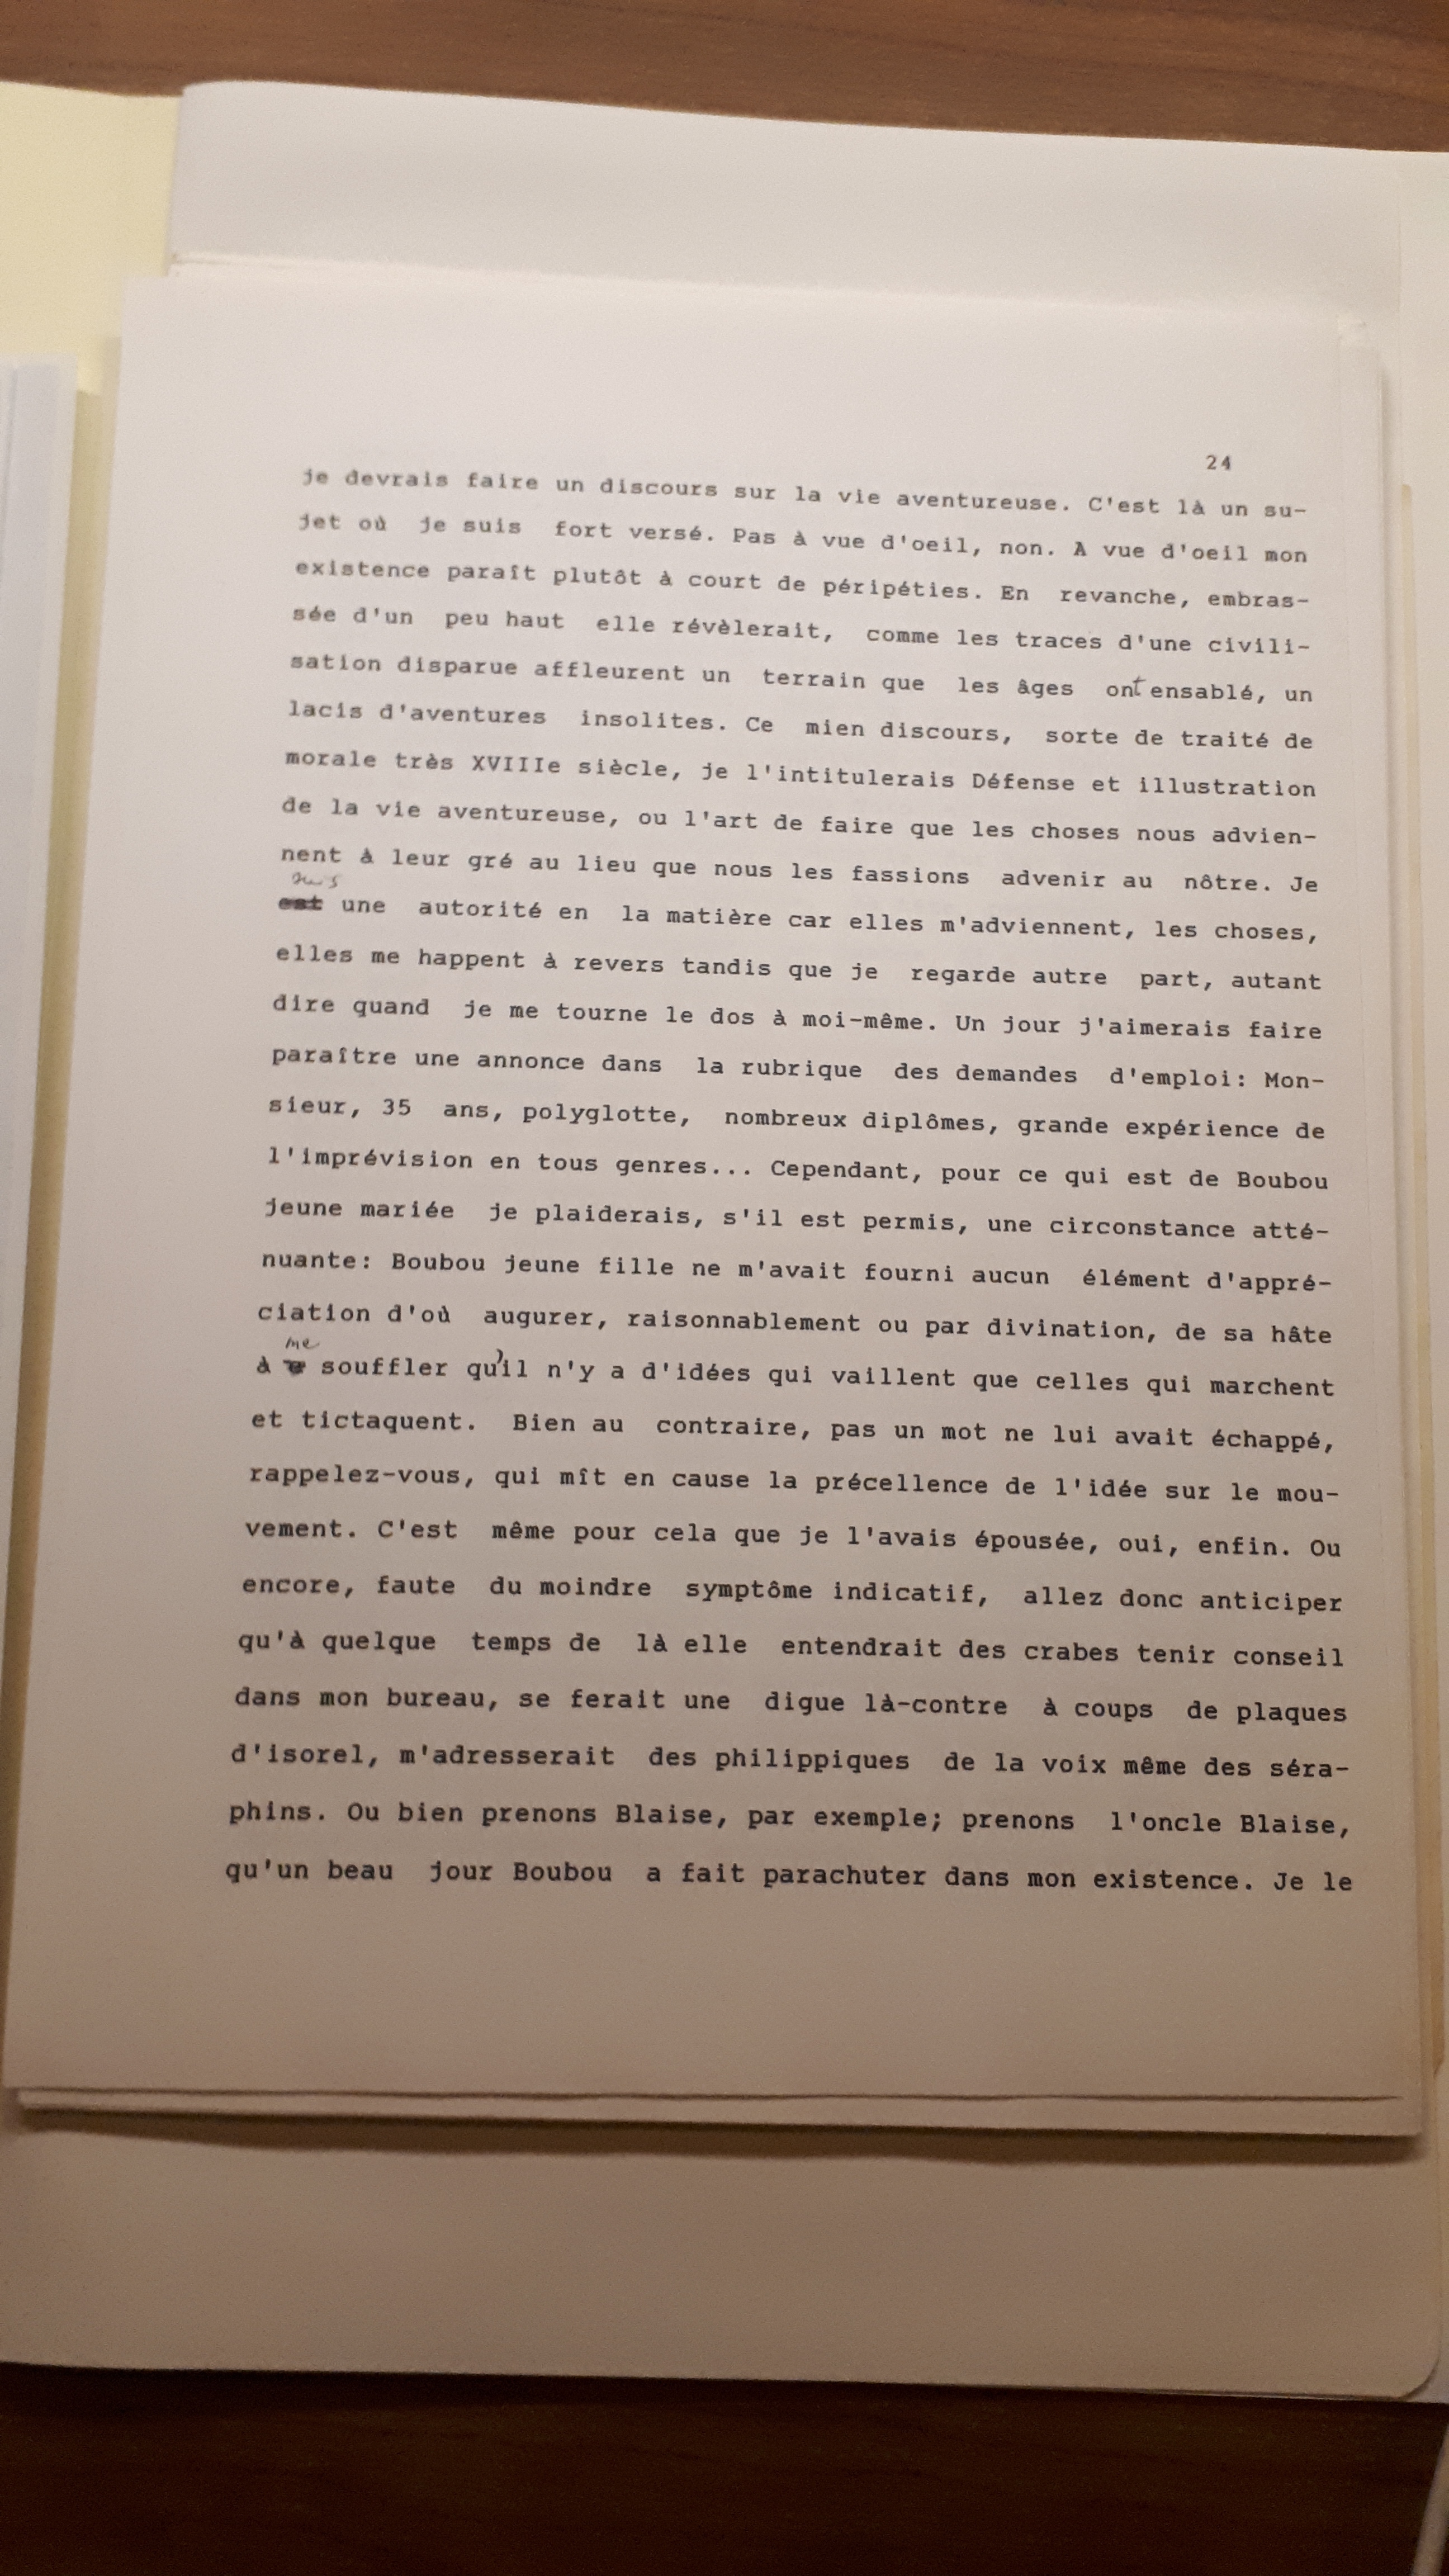 24
je devrais faire un discours sur la vie aventureuse. C'est là un su-
jet où je suis fort versé. Pas à vue d'oeil, non. A vue d'oeil mon
existence paraît plutôt à court de péripéties. En revanche, embras-
sée d'un peu haut elle révèlerait, comme les traces d'une civili-
sation disparue affleurent un terrain que les âges ont ensablé, un
lacis d'aventures insolites. Ce mien discours, sorte de traité de
morale très XVIIIe siècle, je l'intitulerais Défense et illustration
de la vie aventureuse, ou l'art de faire que les choses nous advien-
nent à leur gré au lieu que nous les fassions advenir au nôtre. Je
suis
est une autorité en la matière car elles m'adviennent, les choses,
elles me happent à revers tandis que je regarde autre part, autant
dire quand je me tourne le dos à moi-même. Un jour j'aimerais faire
paraître une annonce dans la rubrique des demandes d'emploi: Mon-
sieur, 35 ans, polyglotte, nombreux diplômes, grande expérience de
l'imprévision en tous genres... Cependant, pour ce qui est de Boubou
jeune mariée je plaiderais, s'il est permis, une circonstance atté-
nuante: Boubou jeune fille ne m'avait fourni aucun élément d'appré-
ciation d'où augurer, raisonnablement ou par divination, de sa hâte
me
à souffler qu'il n'y a d'idées qui vaillent que celles qui marchent
et tictaquent. Bien au contraire, pas un mot ne lui avait échappé,
rappelez-vous, qui mît en cause la précellence de l'idée sur le mou-
vement. C'est même pour cela que je l'avais épousée, oui, enfin. Ou
encore, faute du moindre symptôme indicatif, allez donc anticiper
qu'à quelque temps de là elle entendrait des crabes tenir conseil
dans mon bureau, se ferait une digue là-contre à coups de plaques
d'isorel, m'adresserait des philippiques de la voix même des séra-
phins. Ou bien prenons Blaise, par exemple; prenons l'oncle Blaise,
qu'un beau jour Boubou a fait parachuter dans mon existence. Je le